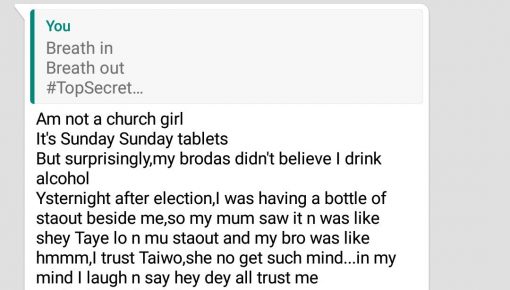 You
Breath in
Breath out
#TopSecret...
Am not a church girl
It's Sunday Sunday tablets
But surprisingly,my brodas didn't believe I drink
alcohol
Ysternight after election,I was having a bottle of
staout beside me,so my mum saw it n was like
shey Taye lo n mu staout and my bro was like
hmmm,I trust Taiwo,she no get such mind...in my
mind I laugh n say hey dey all trust me